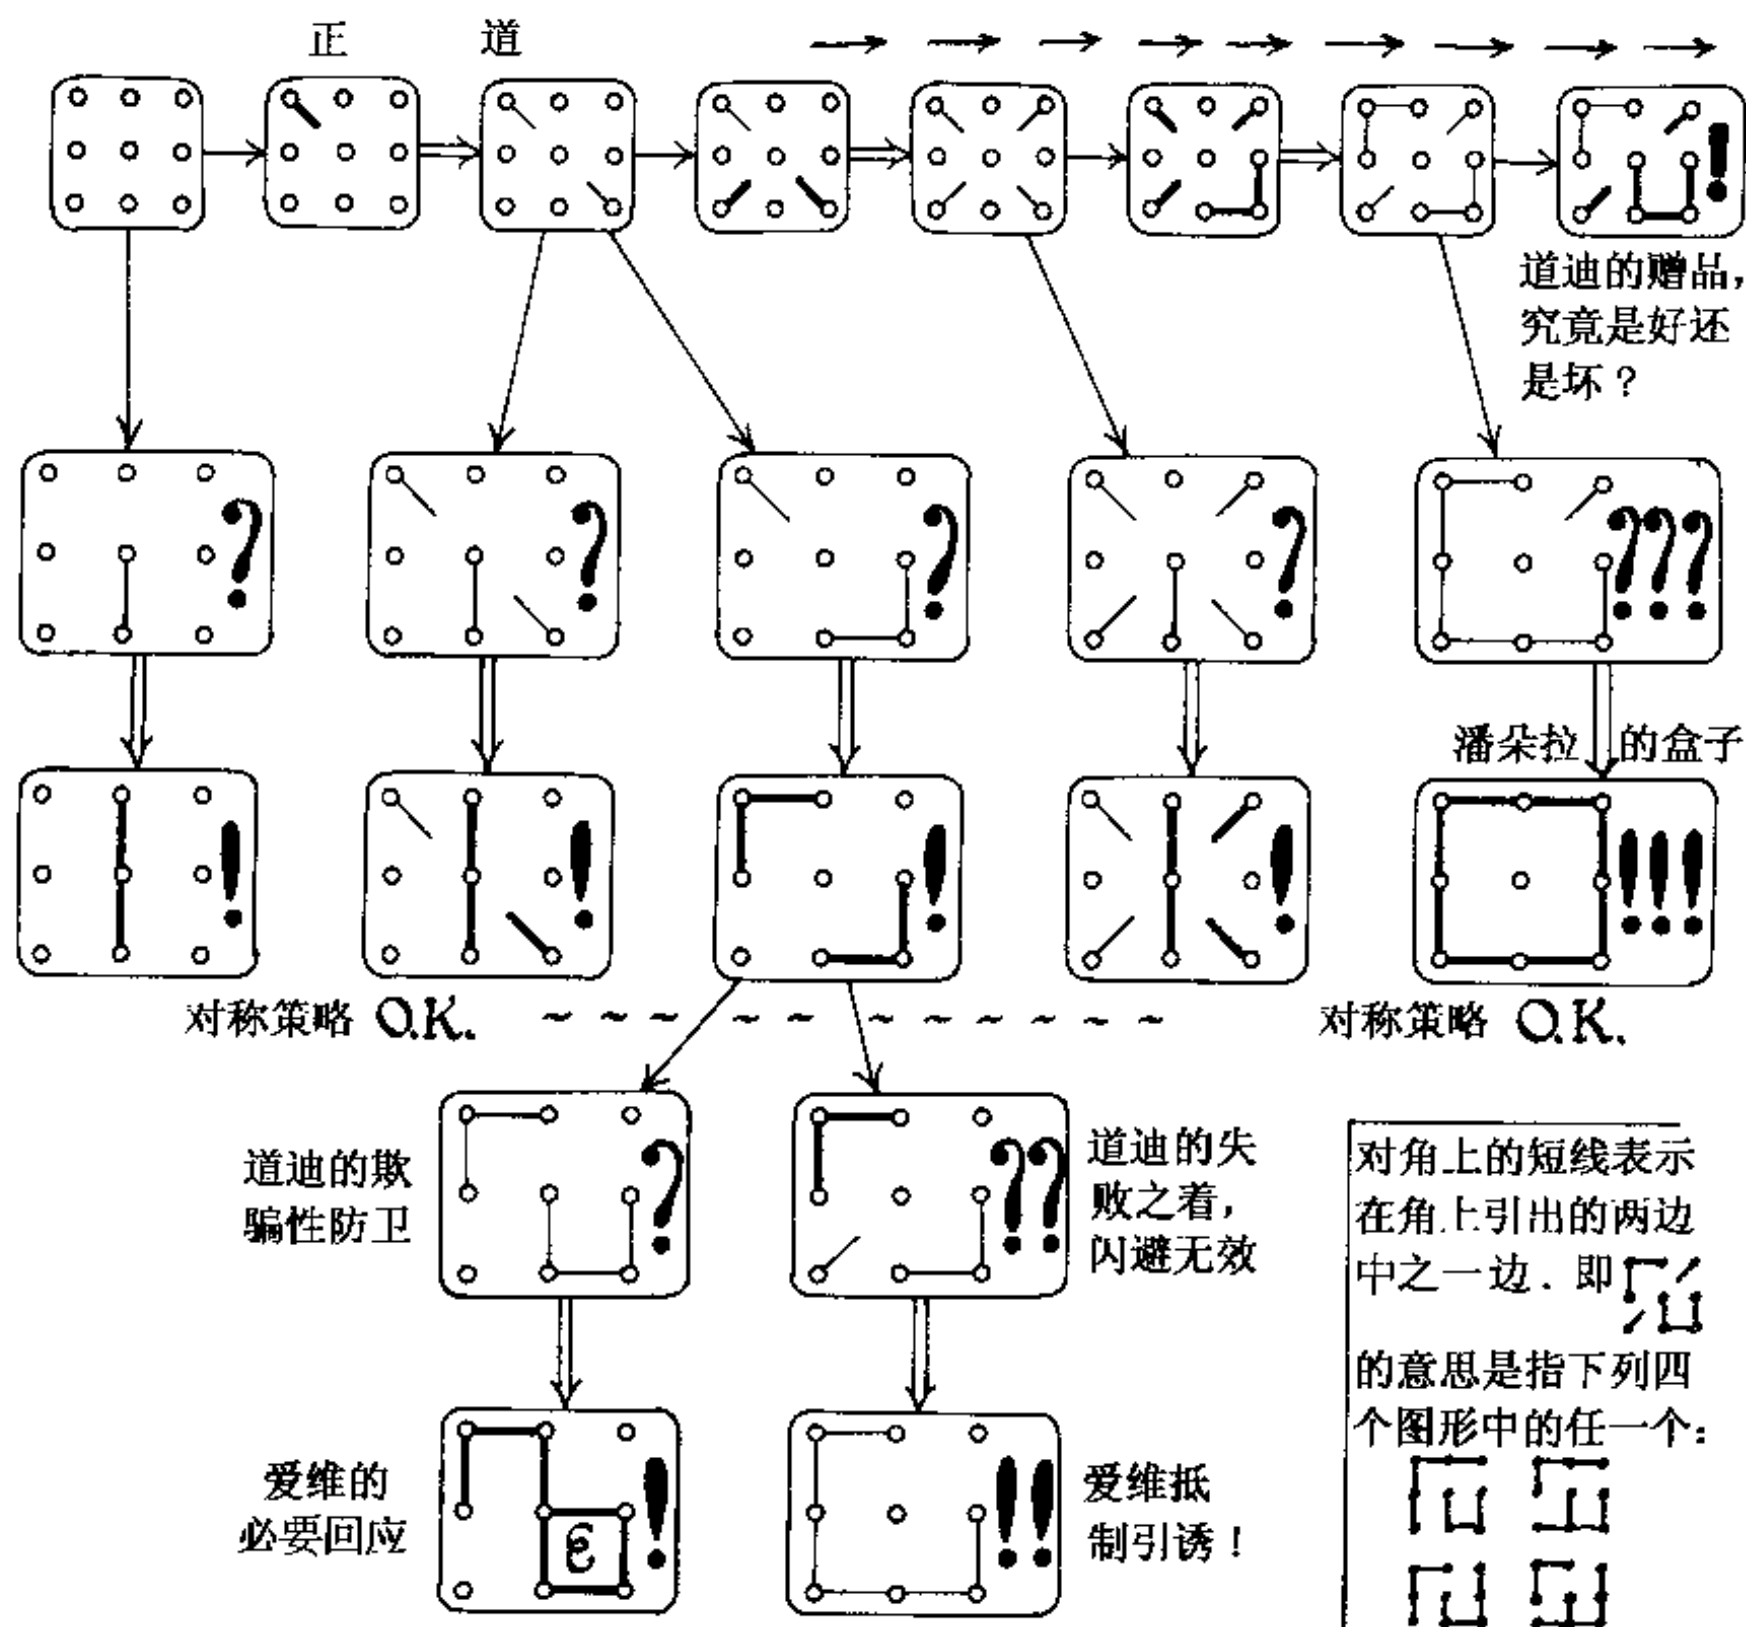 正 道
道迪的赠品,
究竟是好还
是坏?
? ? ? ? ???
潘朵拉的盒子
! ! ! ! !!!
对称策略 O.K. ~ ~ ~ ~ ~ ~ ~ ~ ~ ~ ~ 对称策略 O.K.
道迪的欺
骗性防卫
?
??
道迪的失
败之着,
闪避无效
爱维的
必要回应
E
!
!!
爱维抵
制引诱!
对角上的短线表示
在角上引出的两边
中之一边.即
的意思是指下列四
个图形中的任一个: